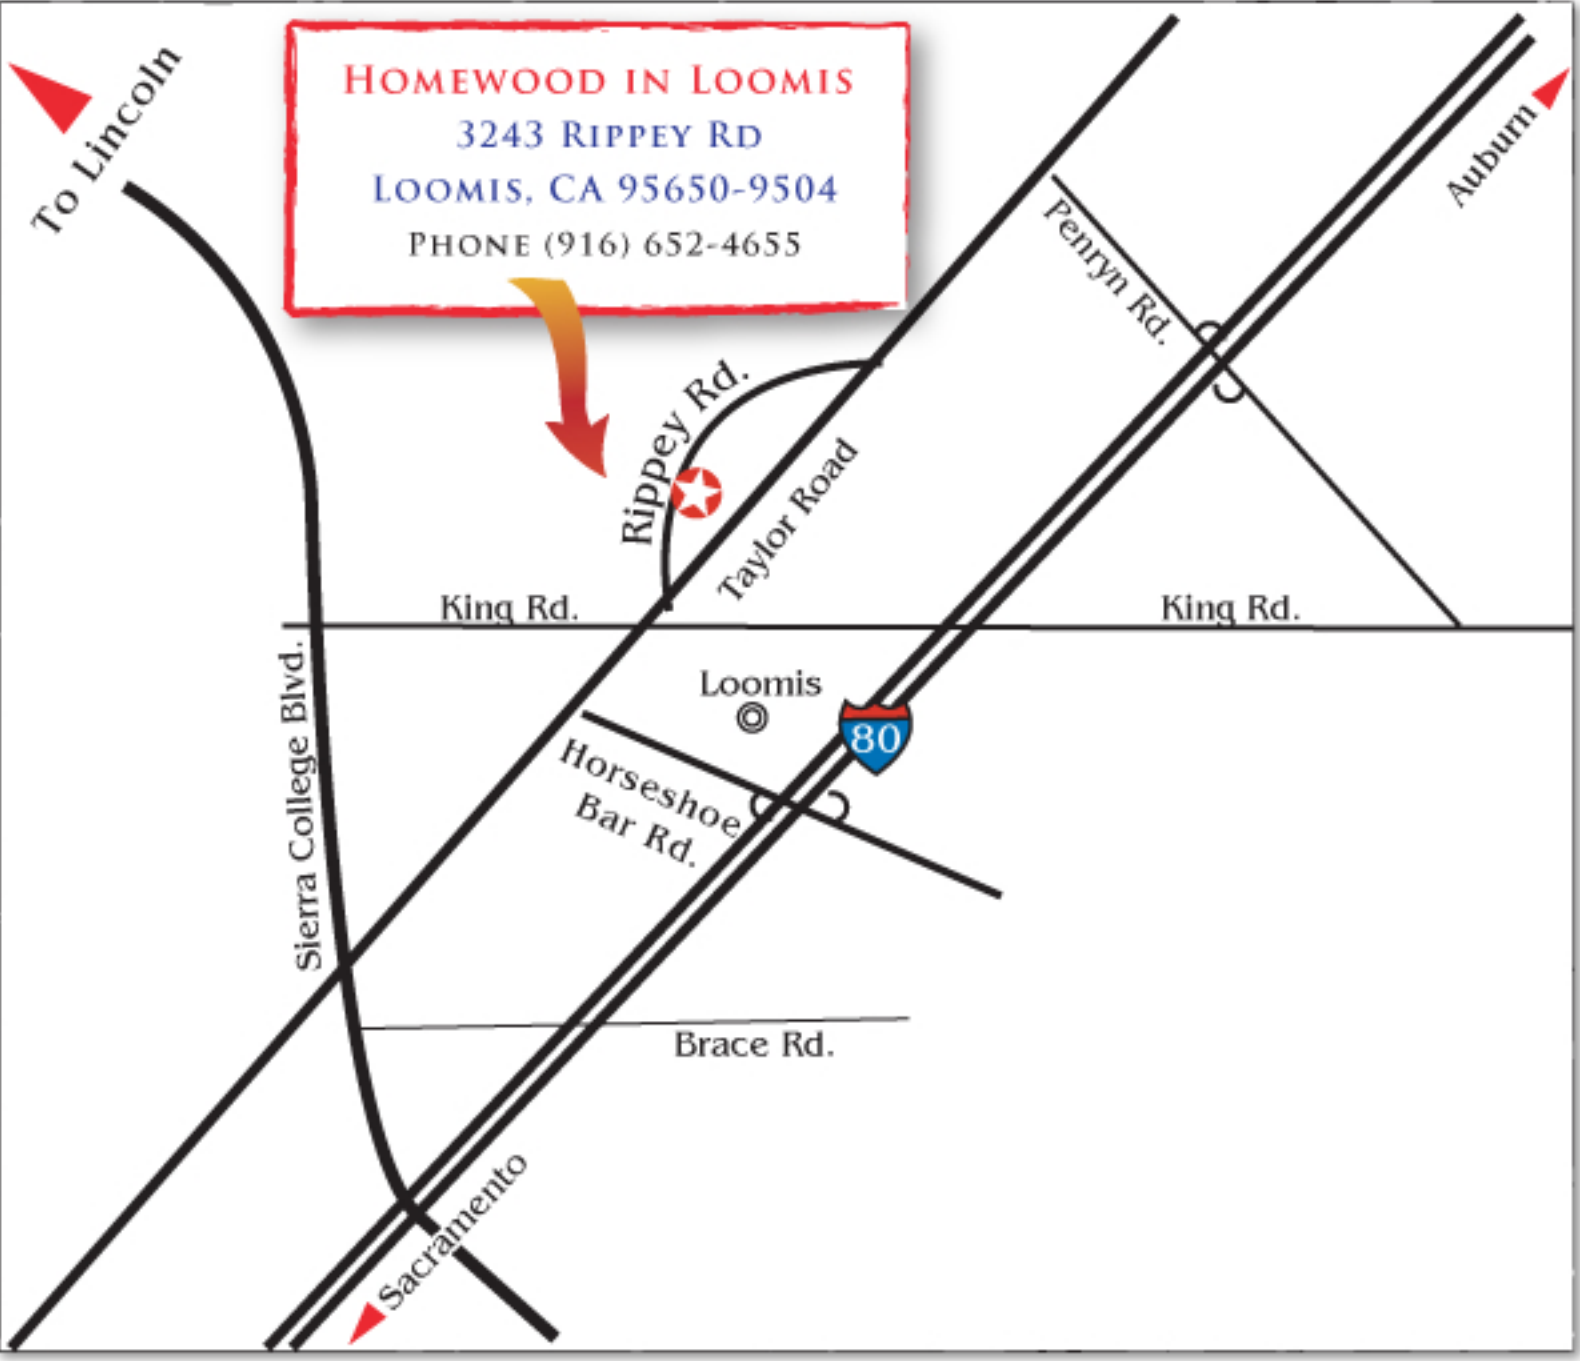 To Lincoln
HOMEWOOD IN LOOMIS
3243 RIPPEY RD
LOOMIS, CA 95650-9504
PHONE (916) 652-4655
Auburn
Penryn Rd.
Rippey Rd.
Taylor Road
King Rd.
King Rd.
Sierra College Blvd.
Loomis
80
Horseshoe
Bar Rd.
Brace Rd.
Sacramento